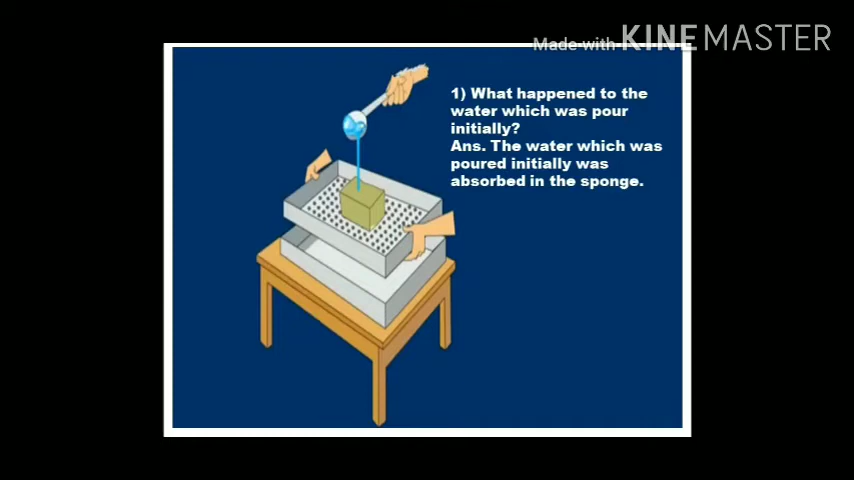 Made with KINEMASTER
1) What happened to the
water which was pour
initially?
Ans. The water which was
poured initially was
absorbed in the sponge.